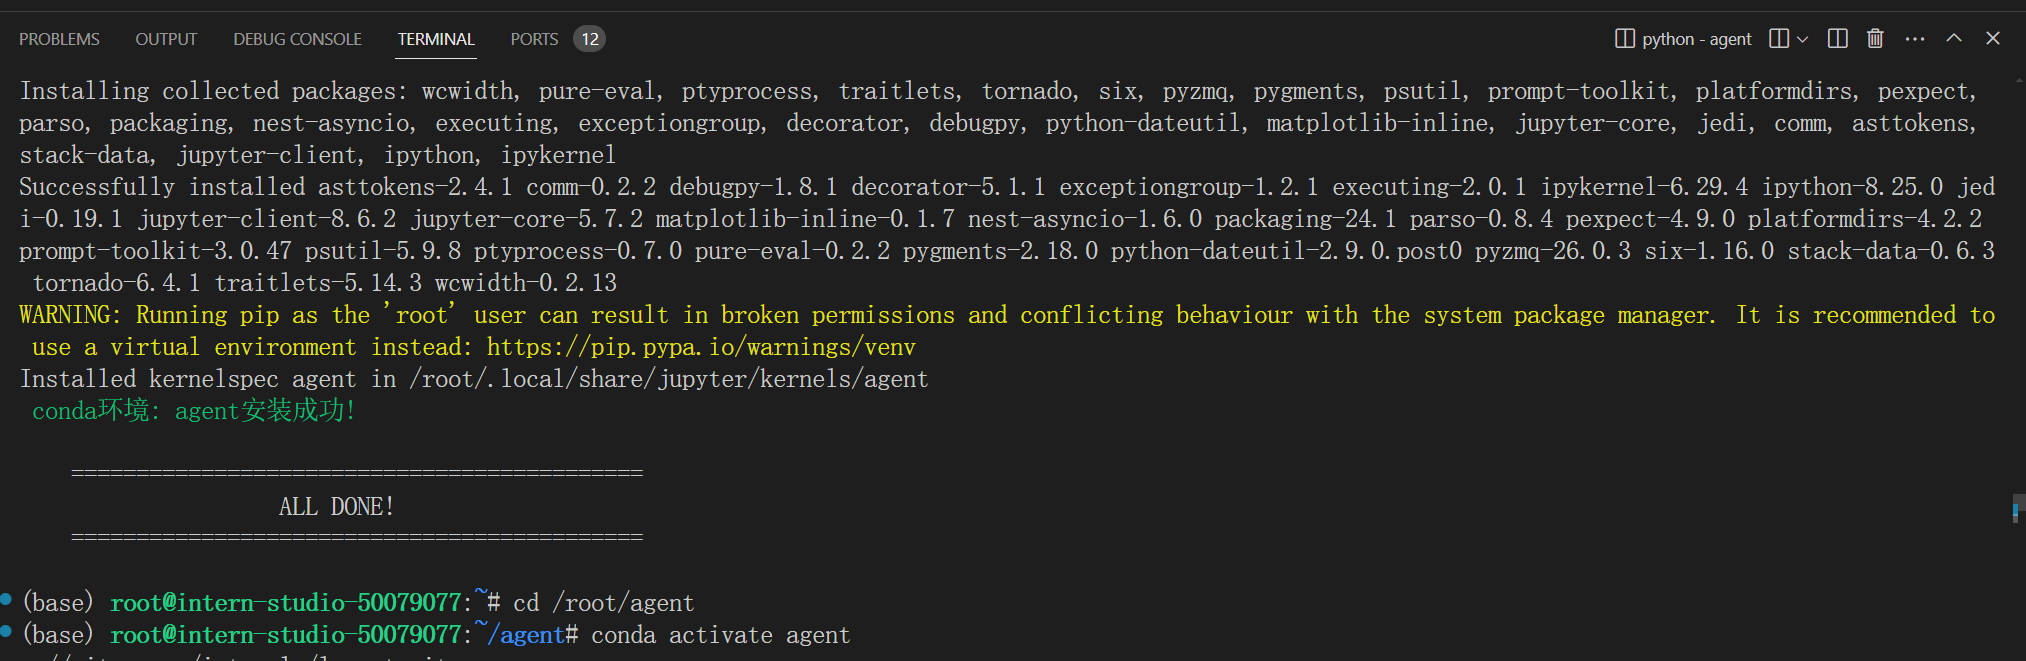 PROBLEMS OUTPUT DEBUG CONSOLE TERMINAL PORTS 12 python - agent
Installing collected packages: wcwidth, pure-eval, ptyprocess, traitlets, tornado, six, pyzmq, pygments, psutil, prompt-toolkit, platformdirs, pexpect,
parso, packaging, nest-asyncio, executing, exceptiongroup, decorator, debugpy, python-dateutil, matplotlib-inline, jupyter-core, jedi, comm, asttokens,
stack-data, jupyter-client, ipython, ipykernel
Successfully installed asttokens-2.4.1 comm-0.2.2 debugpy-1.8.1 decorator-5.1.1 exceptiongroup-1.2.1 executing-2.0.1 ipykernel-6.29.4 ipython-8.25.0 jed
i-0.19.1 jupyter-client-8.6.2 jupyter-core-5.7.2 matplotlib-inline-0.1.7 nest-asyncio-1.6.0 packaging-24.1 parso-0.8.4 pexpect-4.9.0 platformdirs-4.2.2
prompt-toolkit-3.0.47 psutil-5.9.8 ptyprocess-0.7.0 pure-eval-0.2.2 pygments-2.18.0 python-dateutil-2.9.0.post0 pyzmq-26.0.3 six-1.16.0 stack-data-0.6.3
tornado-6.4.1 traitlets-5.14.3 wcwidth-0.2.13
WARNING: Running pip as the 'root' user can result in broken permissions and conflicting behaviour with the system package manager. It is recommended to
use a virtual environment instead: https://pip.pypa.io/warnings/venv
Installed kernelspec agent in /root/.local/share/jupyter/kernels/agent
conda环境: agent安装成功!
============================================
ALL DONE!
============================================
(base) root@intern-studio-50079077:~# cd /root/agent
(base) root@intern-studio-50079077:~/agent# conda activate agent